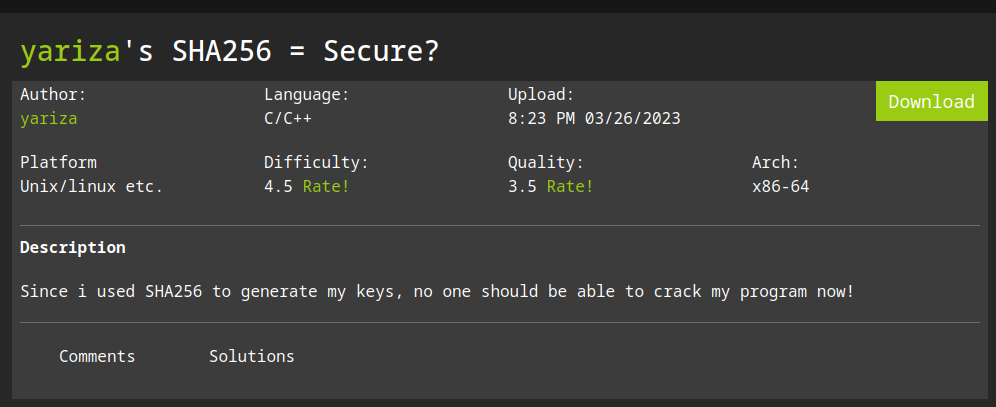 yariza's SHA256 = Secure?
Author: Language: Upload: Download
yariza C/C++ 8:23 PM 03/26/2023
Platform Difficulty: Quality: Arch:
Unix/linux etc. 4.5 Rate! 3.5 Rate! x86-64
Description
Since i used SHA256 to generate my keys, no one should be able to crack my program now!
Comments Solutions